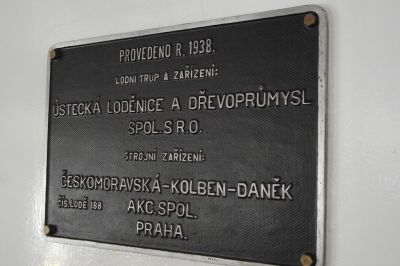 PROVEDENO R. 1938.
LODNÍ TRUP A ZAŘÍZENÍ:
ÚSTECKÁ LODĚNICE A DŘEVOPRŮMYSL
SPOL. S R.O.
STROJNÍ ZAŘÍZENÍ:
ČESKOMORAVSKÁ-KOLBEN-DANĚK
ČÍS. LODĚ 188 AKC. SPOL.
PRAHA.